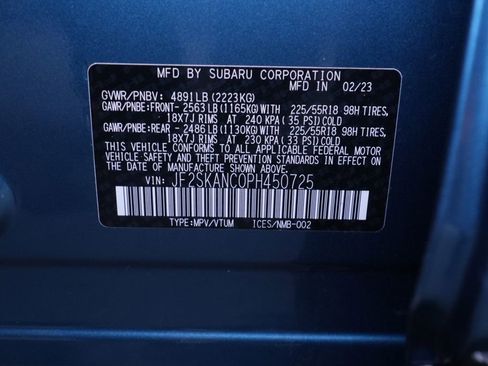 MFD BY SUBARU CORPORATION
MFD IN 02/23
GVWR/PNBV: 4891LB(2223KG)
GAWR/PNBE:FRONT- 2563LB(1165KG)WITH 225/55R18 98H TIRES,
18X7J RIMS AT 240 KPA(35 PSI)COLD
GAWR/PNBE:REAR - 2486LB(1130KG)WITH 225/55R18 98H TIRES,
18X7J RIMS AT 230 KPA(33 PSI)COLD
THIS VEHICLE CONFORMS TO ALL APPLICABLE FEDERAL MOTOR
VEHICLE SAFETY AND THEFT PREVENTION STANDARDS IN EFFECT
ON THE DATE OF MANUFACTURE SHOWN ABOVE.
VIN: JF2SKANC0PH450725
TYPE:MPV/VTUM ICES/NMB-002